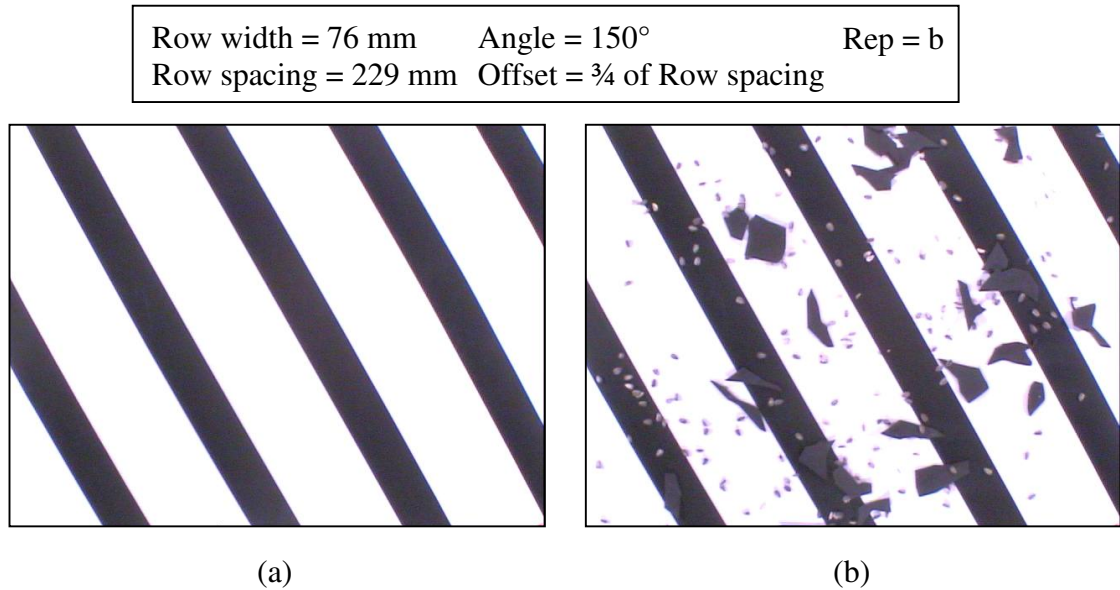 Row width = 76 mm Angle = 150° Rep = b
Row spacing = 229 mm Offset = ¾ of Row spacing
(a) (b)